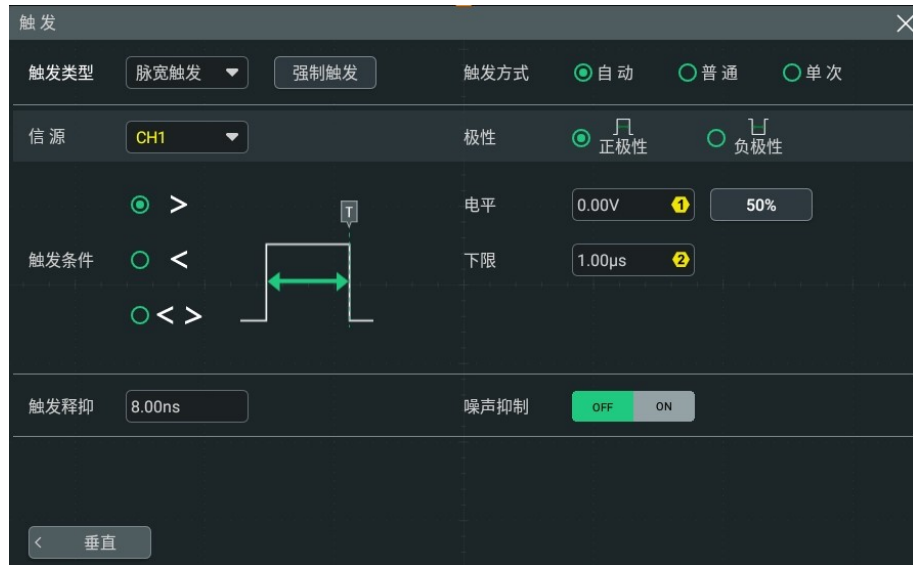 触发
触发类型 脉宽触发 强制触发 触发方式 自动 普通 单次
信源 CH1 极性 正极性 负极性
> T 电平 0.00V 1 50%
触发条件 < 下限 1.00μs 2
< >
触发释抑 8.00ns 噪声抑制 OFF ON
< 垂直